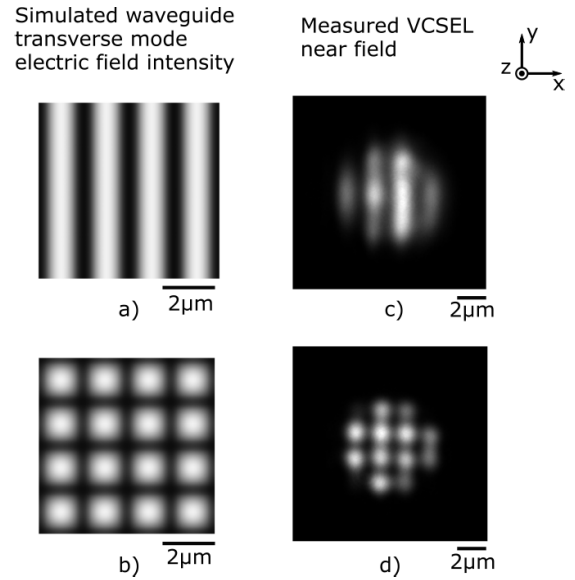 Simulated waveguide
transverse mode
electric field intensity
Measured VCSEL
near field
y
z
x
2µm
a)
2µm
c)
2µm
b)
2µm
d)